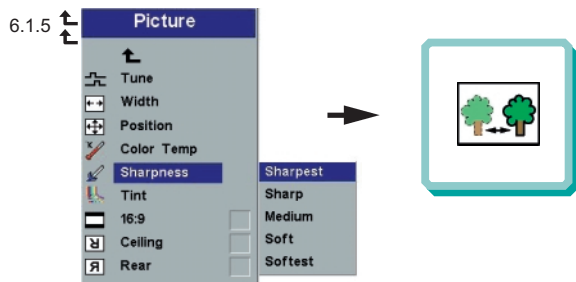 6.1.5
Picture
Tune
Width
Position
Color Temp
Sharpness
Sharpest
Tint
Sharp
16:9
Medium
Ceiling
Soft
Rear
Softest